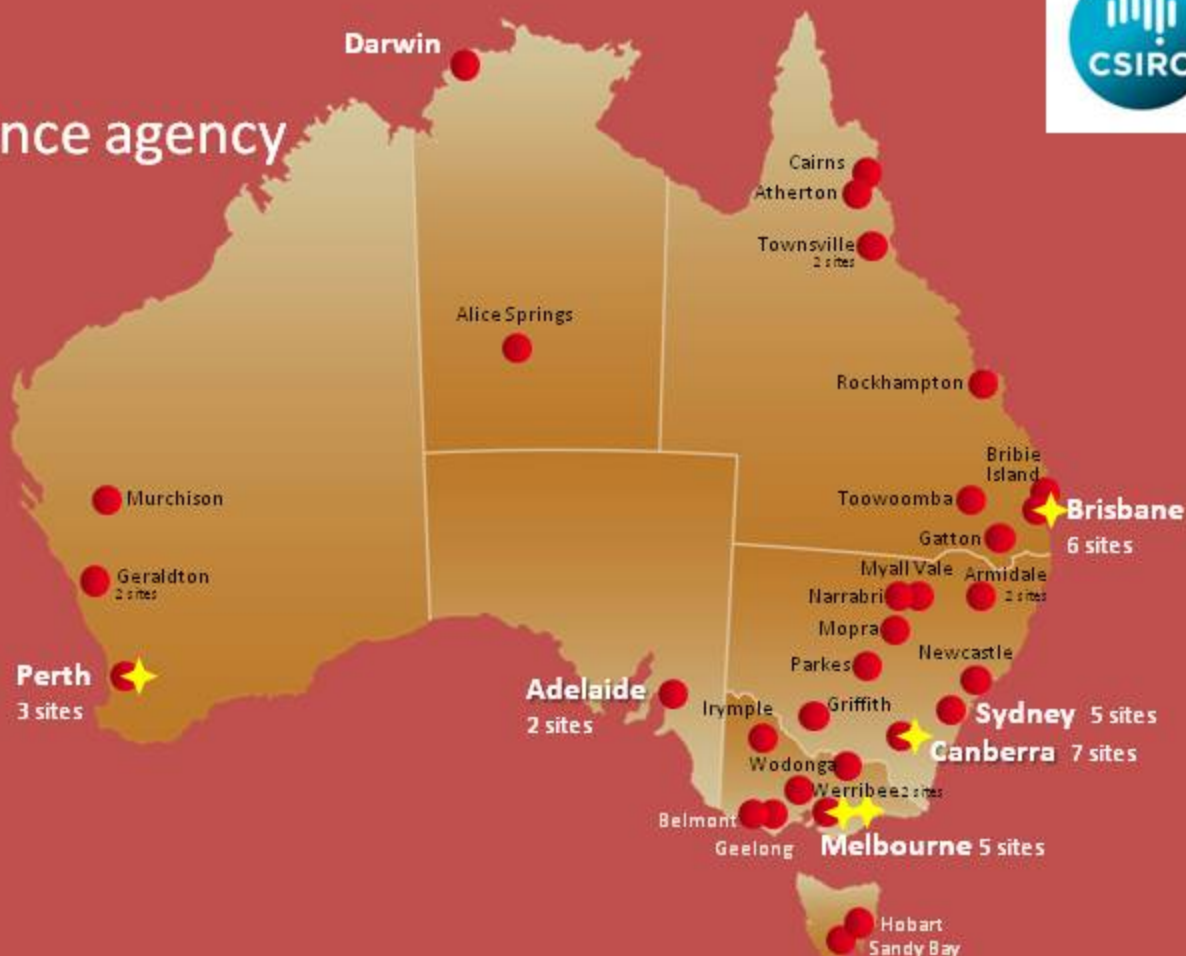 Darwin
nce agency
CSIRO
Cairns
Atherton
Townsville
2 sites
Alice Springs
Rockhampton
Bribie
Island
Murchison
Toowoomba
Brisbane
Gatton
6 sites
Geraldton
2 sites
Myall Vale
Armidale
2 sites
Narrabri
Mopra
Newcastle
Parkes
Perth
3 sites
Adelaide
2 sites
Irymple
Griffith
Sydney 5 sites
Canberra 7 sites
Wodonga
Werribee 2 sites
Belmont
Geelong
Melbourne 5 sites
Hobart
Sandy Bay